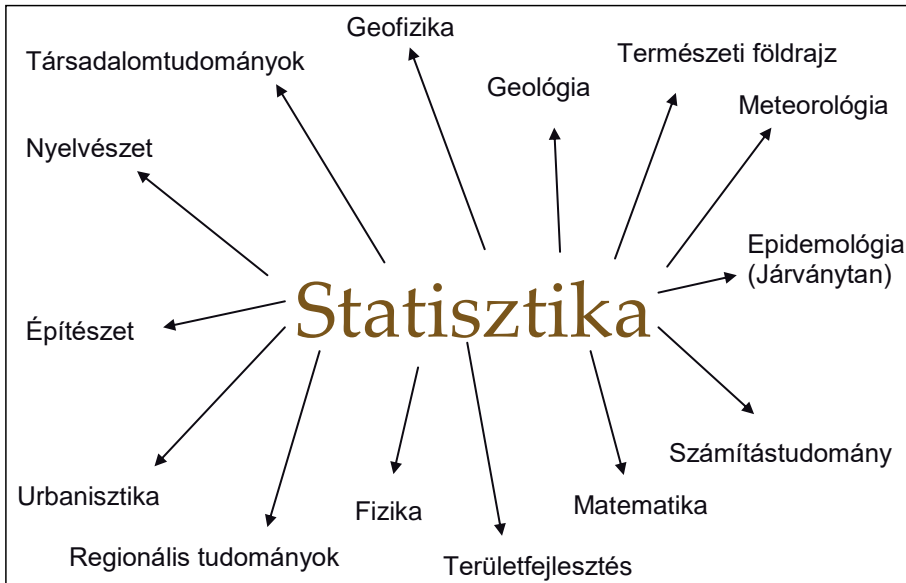 Geofizika
Társadalomtudományok
Természeti földrajz
Geológia
Meteorológia
Nyelvészet
Epidemológia
(Járványtan)
Statisztika
Építészet
Számítástudomány
Urbanisztika
Fizika
Matematika
Regionális tudományok
Területfejlesztés